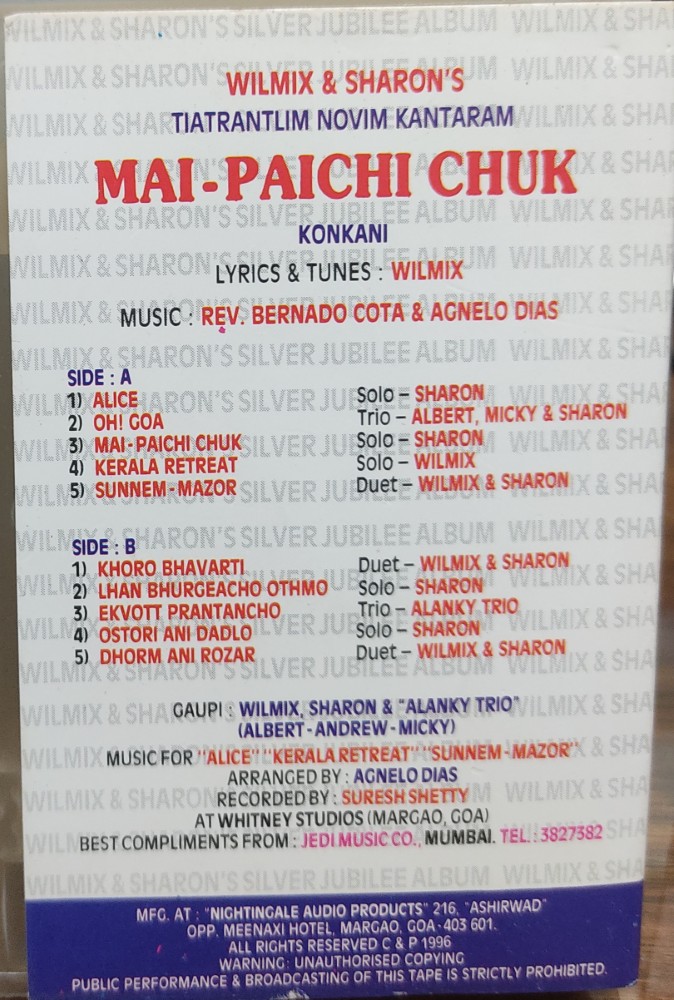 WILMIX & SHARON'S
TIATRANTLIM NOVIM KANTARAM
MAI-PAICHI CHUK
KONKANI
LYRICS & TUNES : WILMIX
MUSIC : REV. BERNADO COTA & AGNELO DIAS
SIDE : A
1) ALICE Solo – SHARON
2) OH! GOA Trio – ALBERT, MICKY & SHARON
3) MAI-PAICHI CHUK Solo – SHARON
4) KERALA RETREAT Solo – WILMIX
5) SUNNEM-MAZOR Duet – WILMIX & SHARON
SIDE : B
1) KHORO BHAVARTI Duet – WILMIX & SHARON
2) LHAN BHURGEACHO OTHMO Solo – SHARON
3) EKVOTT PRANTANCHO Trio – ALANKY TRIO
4) OSTORI ANI DADLO Solo – SHARON
5) DHORM ANI ROZAR Duet – WILMIX & SHARON
GAUPI : WILMIX, SHARON & "ALANKY TRIO"
(ALBERT-ANDREW-MICKY)
MUSIC FOR "ALICE" "KERALA RETREAT" "SUNNEM-MAZOR"
ARRANGED BY : AGNELO DIAS
RECORDED BY : SURESH SHETTY
AT WHITNEY STUDIOS (MARGAO, GOA)
BEST COMPLIMENTS FROM : JEDI MUSIC CO., MUMBAI. TEL.: 3827382
MFG. AT : "NIGHTINGALE AUDIO PRODUCTS" 216, "ASHIRWAD"
OPP. MEENAXI HOTEL, MARGAO, GOA-403 601.
ALL RIGHTS RESERVED C & P 1996
WARNING: UNAUTHORISED COPYING
PUBLIC PERFORMANCE & BROADCASTING OF THIS TAPE IS STRICTLY PROHIBITED.